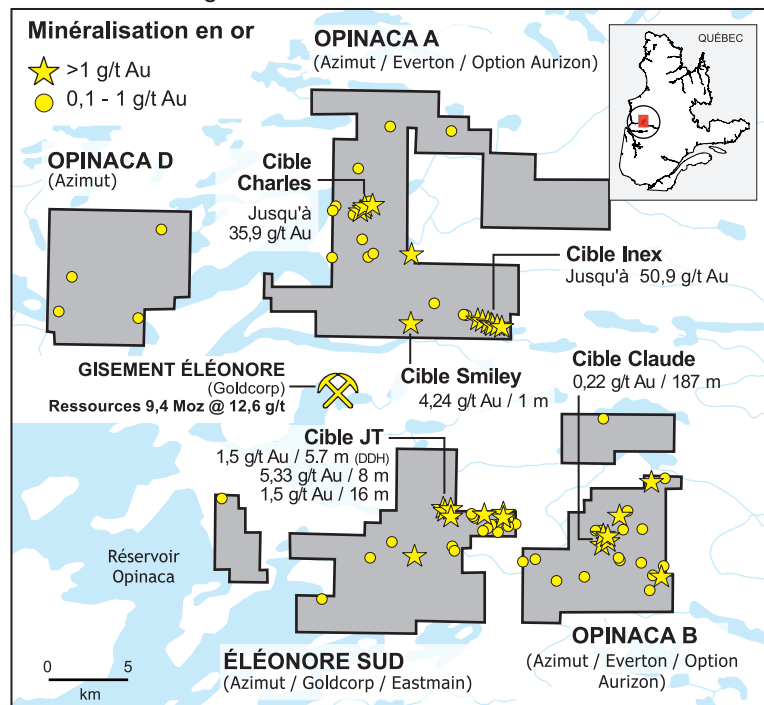 Minéralisation en or
>1 g/t Au
0,1 - 1 g/t Au
OPINACA A
(Azimut / Everton / Option Aurizon)
QUÉBEC
OPINACA D
(Azimut)
Cible
Charles
Jusqu'à
35,9 g/t Au
Cible Inex
Jusqu'à 50,9 g/t Au
GISEMENT ÉLÉONORE
(Goldcorp)
Ressources 9,4 Moz @ 12,6 g/t
Cible Smiley
4,24 g/t Au / 1 m
Cible Claude
0,22 g/t Au / 187 m
Cible JT
1,5 g/t Au / 5.7 m (DDH)
5,33 g/t Au / 8 m
1,5 g/t Au / 16 m
Réservoir
Opinaca
ÉLÉONORE SUD
(Azimut / Goldcorp / Eastmain)
OPINACA B
(Azimut / Everton / Option
Aurizon)
0 5
km